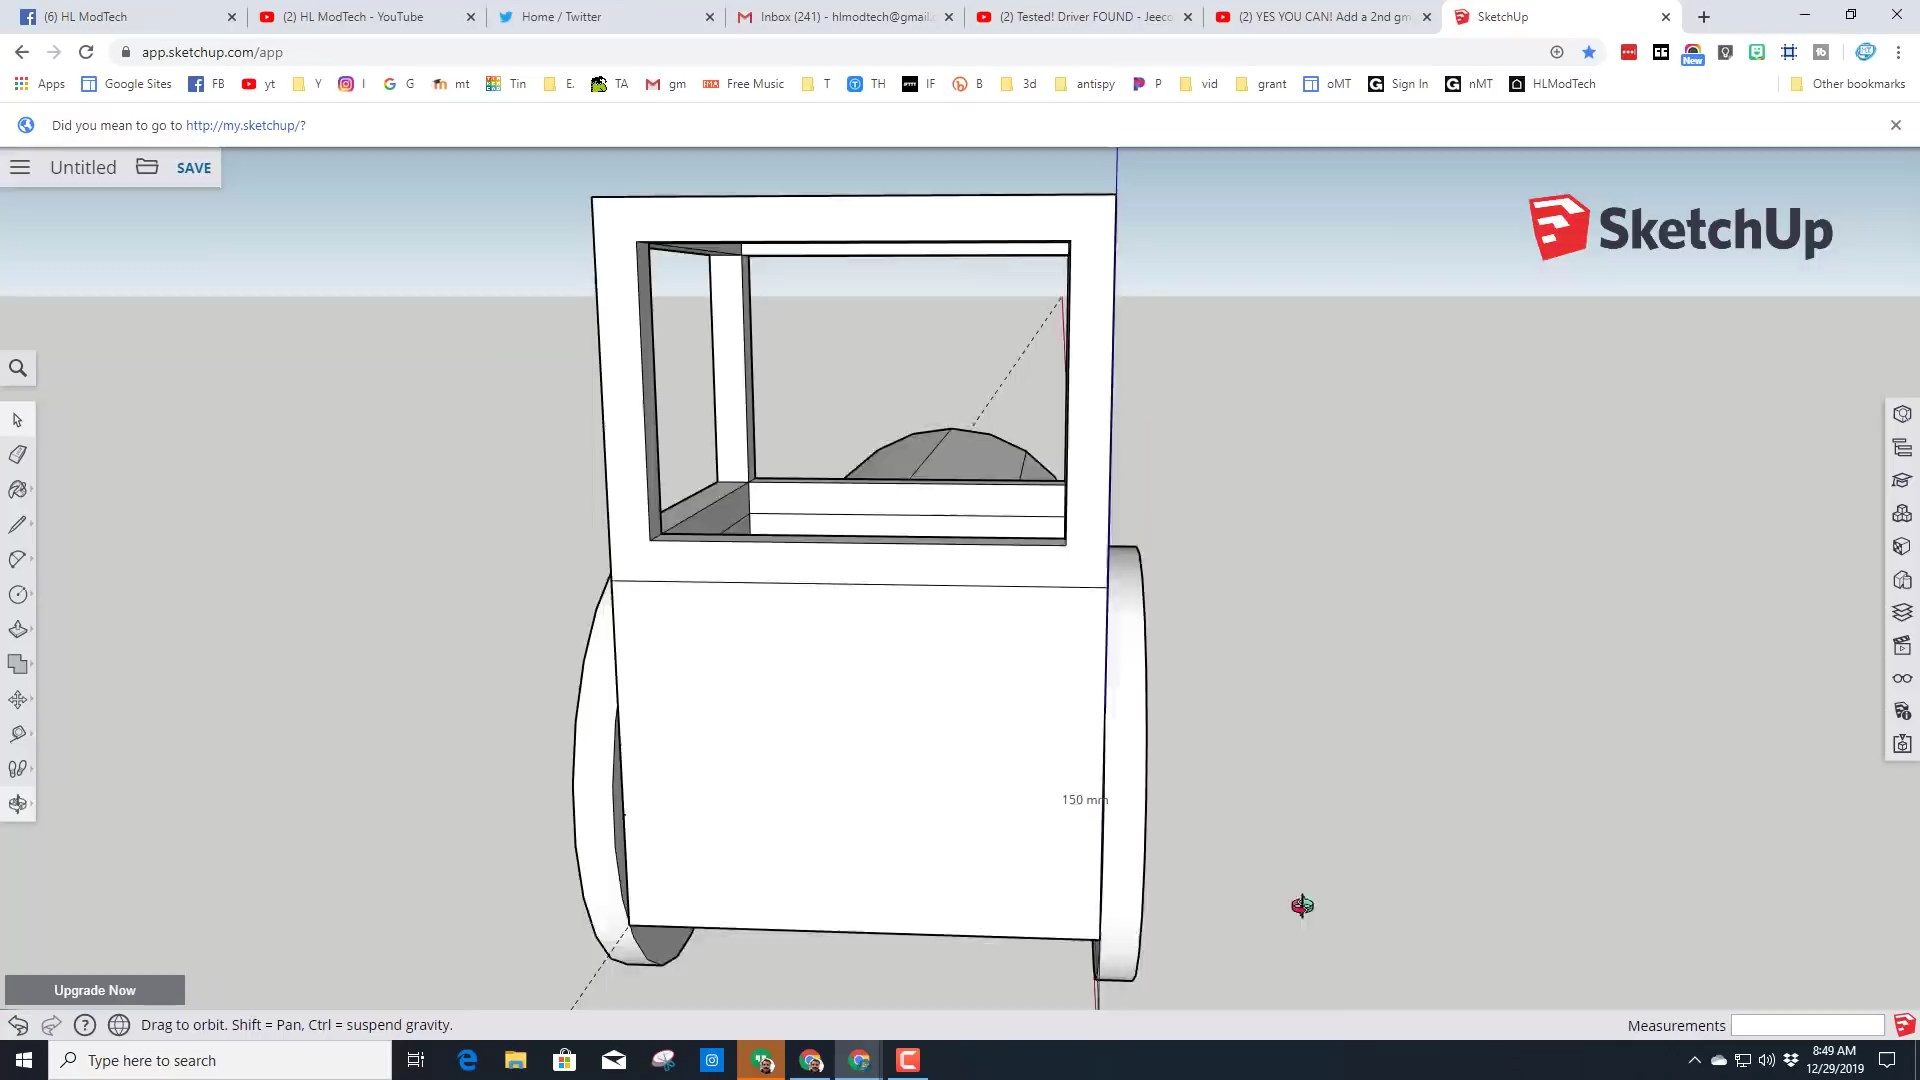 (6) HL ModTech
(2) HL ModTech - YouTube
Home / Twitter
Inbox (241) - hlmodtech@gmail.c
(2) Tested! Driver FOUND - Jeeco
(2) YES YOU CAN! Add a 2nd gm
SketchUp
app.sketchup.com/app
New
Apps
Google Sites
FB
yt
Y
I
G
mt
Tin
E.
TA
gm
Free Music
T
TH
IF
B
3d
antispy
P
vid
grant
oMT
Sign In
nMT
HLModTech
Other bookmarks
Did you mean to go to http://my.sketchup/?
Untitled
SAVE
SketchUp
150 mm
Upgrade Now
Drag to orbit. Shift = Pan, Ctrl = suspend gravity.
Measurements
Type here to search
8:49 AM
12/29/2019